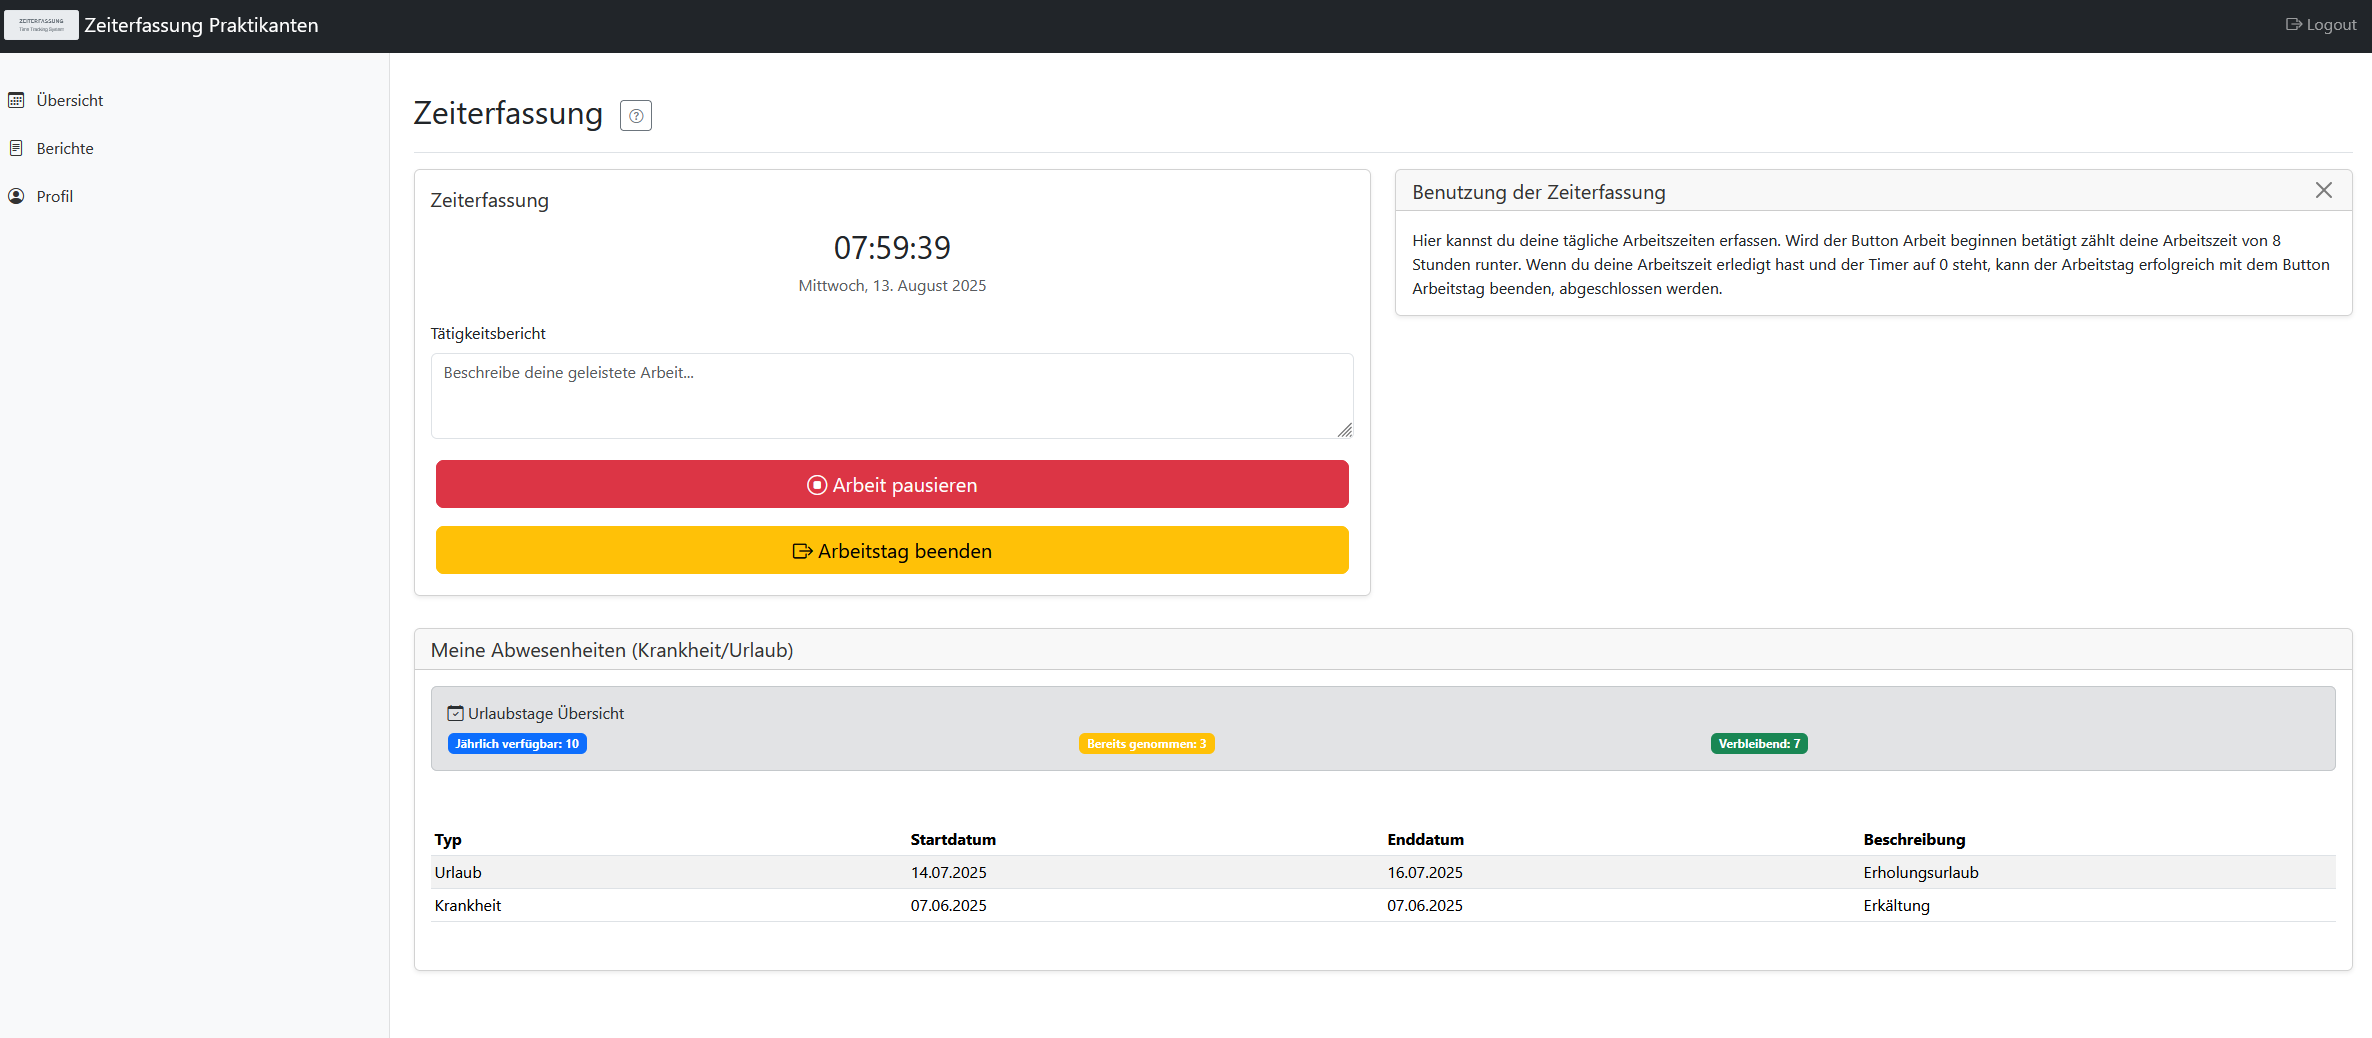 ZEITERFASSUNG
Time Tracking System
Zeiterfassung Praktikanten
Logout
Übersicht
Berichte
Profil
Zeiterfassung
Zeiterfassung
07:59:39
Mittwoch, 13. August 2025
Tätigkeitsbericht
Beschreibe deine geleistete Arbeit...
Arbeit pausieren
Arbeitstag beenden
Benutzung der Zeiterfassung
Hier kannst du deine tägliche Arbeitszeiten erfassen. Wird der Button Arbeit beginnen betätigt zählt deine Arbeitszeit von 8
Stunden runter. Wenn du deine Arbeitszeit erledigt hast und der Timer auf 0 steht, kann der Arbeitstag erfolgreich mit dem Button
Arbeitstag beenden, abgeschlossen werden.
Meine Abwesenheiten (Krankheit/Urlaub)
Urlaubstage Übersicht
Jährlich verfügbar: 10 Bereits genommen: 3 Verbleibend: 7
Typ Startdatum Enddatum Beschreibung
Urlaub 14.07.2025 16.07.2025 Erholungsurlaub
Krankheit 07.06.2025 07.06.2025 Erkältung